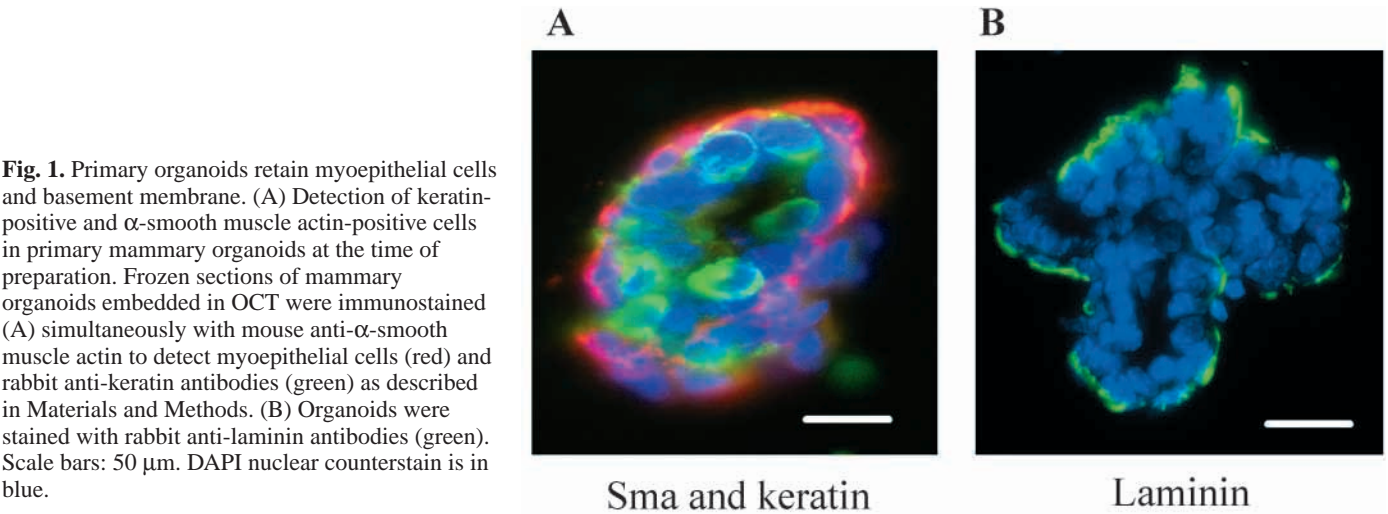 Fig. 1. Primary organoids retain myoepithelial cells
and basement membrane. (A) Detection of keratin-
positive and α-smooth muscle actin-positive cells
in primary mammary organoids at the time of
preparation. Frozen sections of mammary
organoids embedded in OCT were immunostained
(A) simultaneously with mouse anti-α-smooth
muscle actin to detect myoepithelial cells (red) and
rabbit anti-keratin antibodies (green) as described
in Materials and Methods. (B) Organoids were
stained with rabbit anti-laminin antibodies (green).
Scale bars: 50 μm. DAPI nuclear counterstain is in
blue.
A
Sma and keratin
B
Laminin